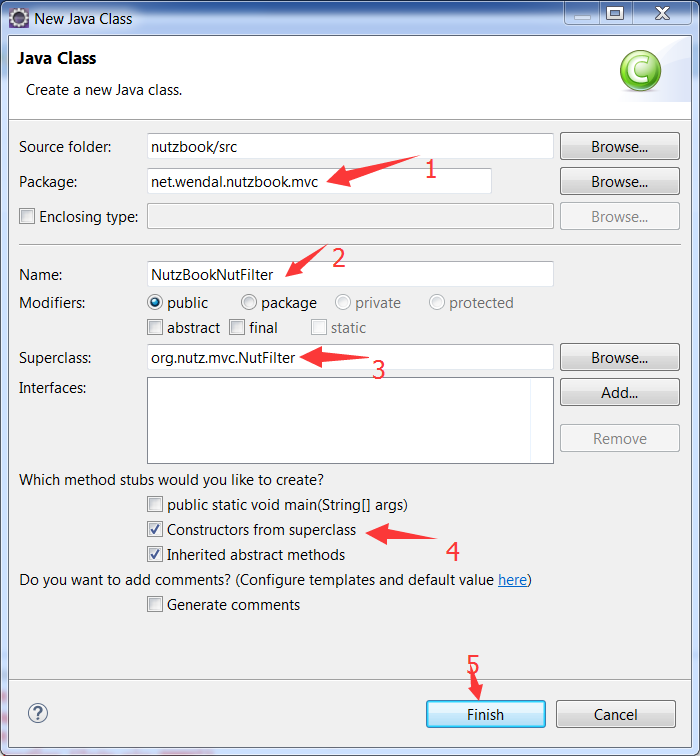 New Java Class
Java Class
Create a new Java class.
Source folder: nutzbook/src Browse...
Package: net.wendal.nutzbook.mvc 1 Browse...
Enclosing type: Browse...
2
Name: NutzBookNutFilter
Modifiers: public package private protected
abstract final static
Superclass: org.nutz.mvc.NutFilter 3 Browse...
Interfaces: Add...
Remove
Which method stubs would you like to create?
public static void main(String[] args)
Constructors from superclass
4
Inherited abstract methods
Do you want to add comments? (Configure templates and default value here)
Generate comments
5
? Finish Cancel